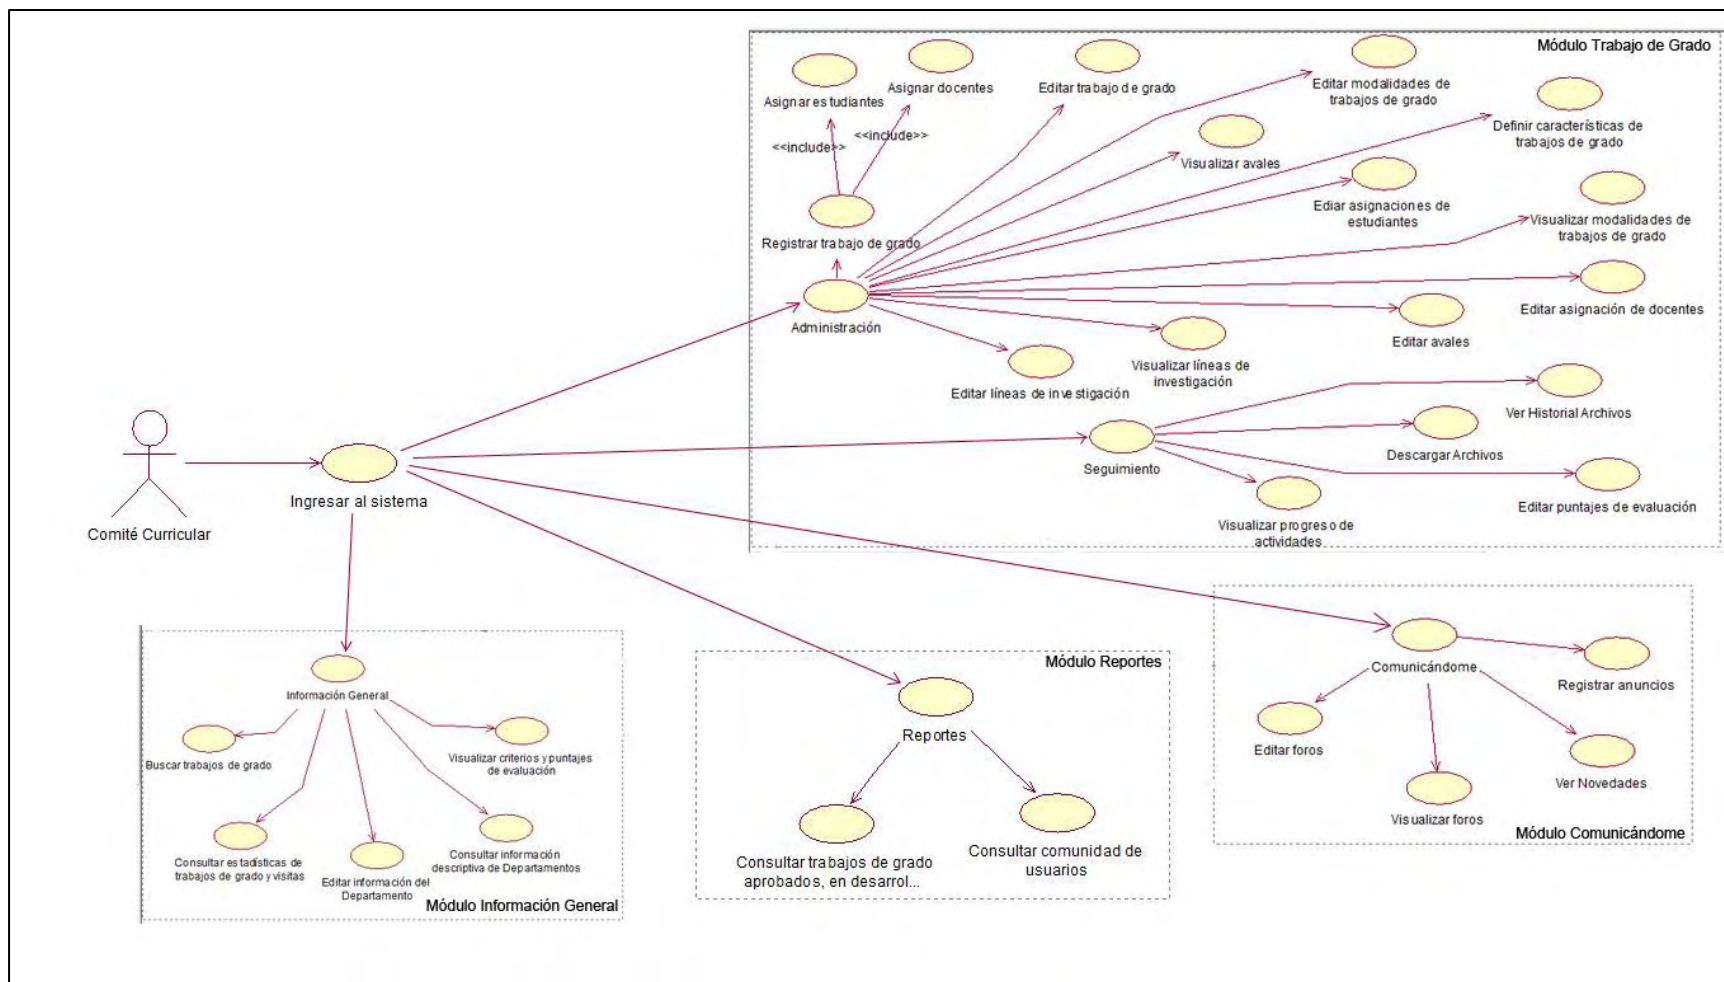 Módulo Trabajo de Grado
Asignar estudiantes
Asignar docentes
Editar trabajo de grado
Editar modalidades de
trabajos de grado
Definir características de
trabajos de grado
<<include>>
<<include>>
Visualizar avales
Ediar asignaciones de
estudiantes
Visualizar modalidades de
trabajos de grado
Registrar trabajo de grado
Editar asignación de docentes
Administración
Editar avales
Visualizar líneas de
investigación
Editar líneas de investigación
Ver Historial Archivos
Seguimiento
Descargar Archivos
Editar puntajes de evaluación
Visualizar progreso de
actividades
Comité Curricular
Ingresar al sistema
Información General
Buscar trabajos de grado
Visualizar criterios y puntajes
de evaluación
Consultar estadísticas de
trabajos de grado y visitas
Editar información del
Departamento
Consultar información
descriptiva de Departamentos
Módulo Información General
Módulo Reportes
Reportes
Consultar trabajos de grado
aprobados, en desarrol...
Consultar comunidad de
usuarios
Comunicándome
Registrar anuncios
Editar foros
Ver Novedades
Visualizar foros
Módulo Comunicándome